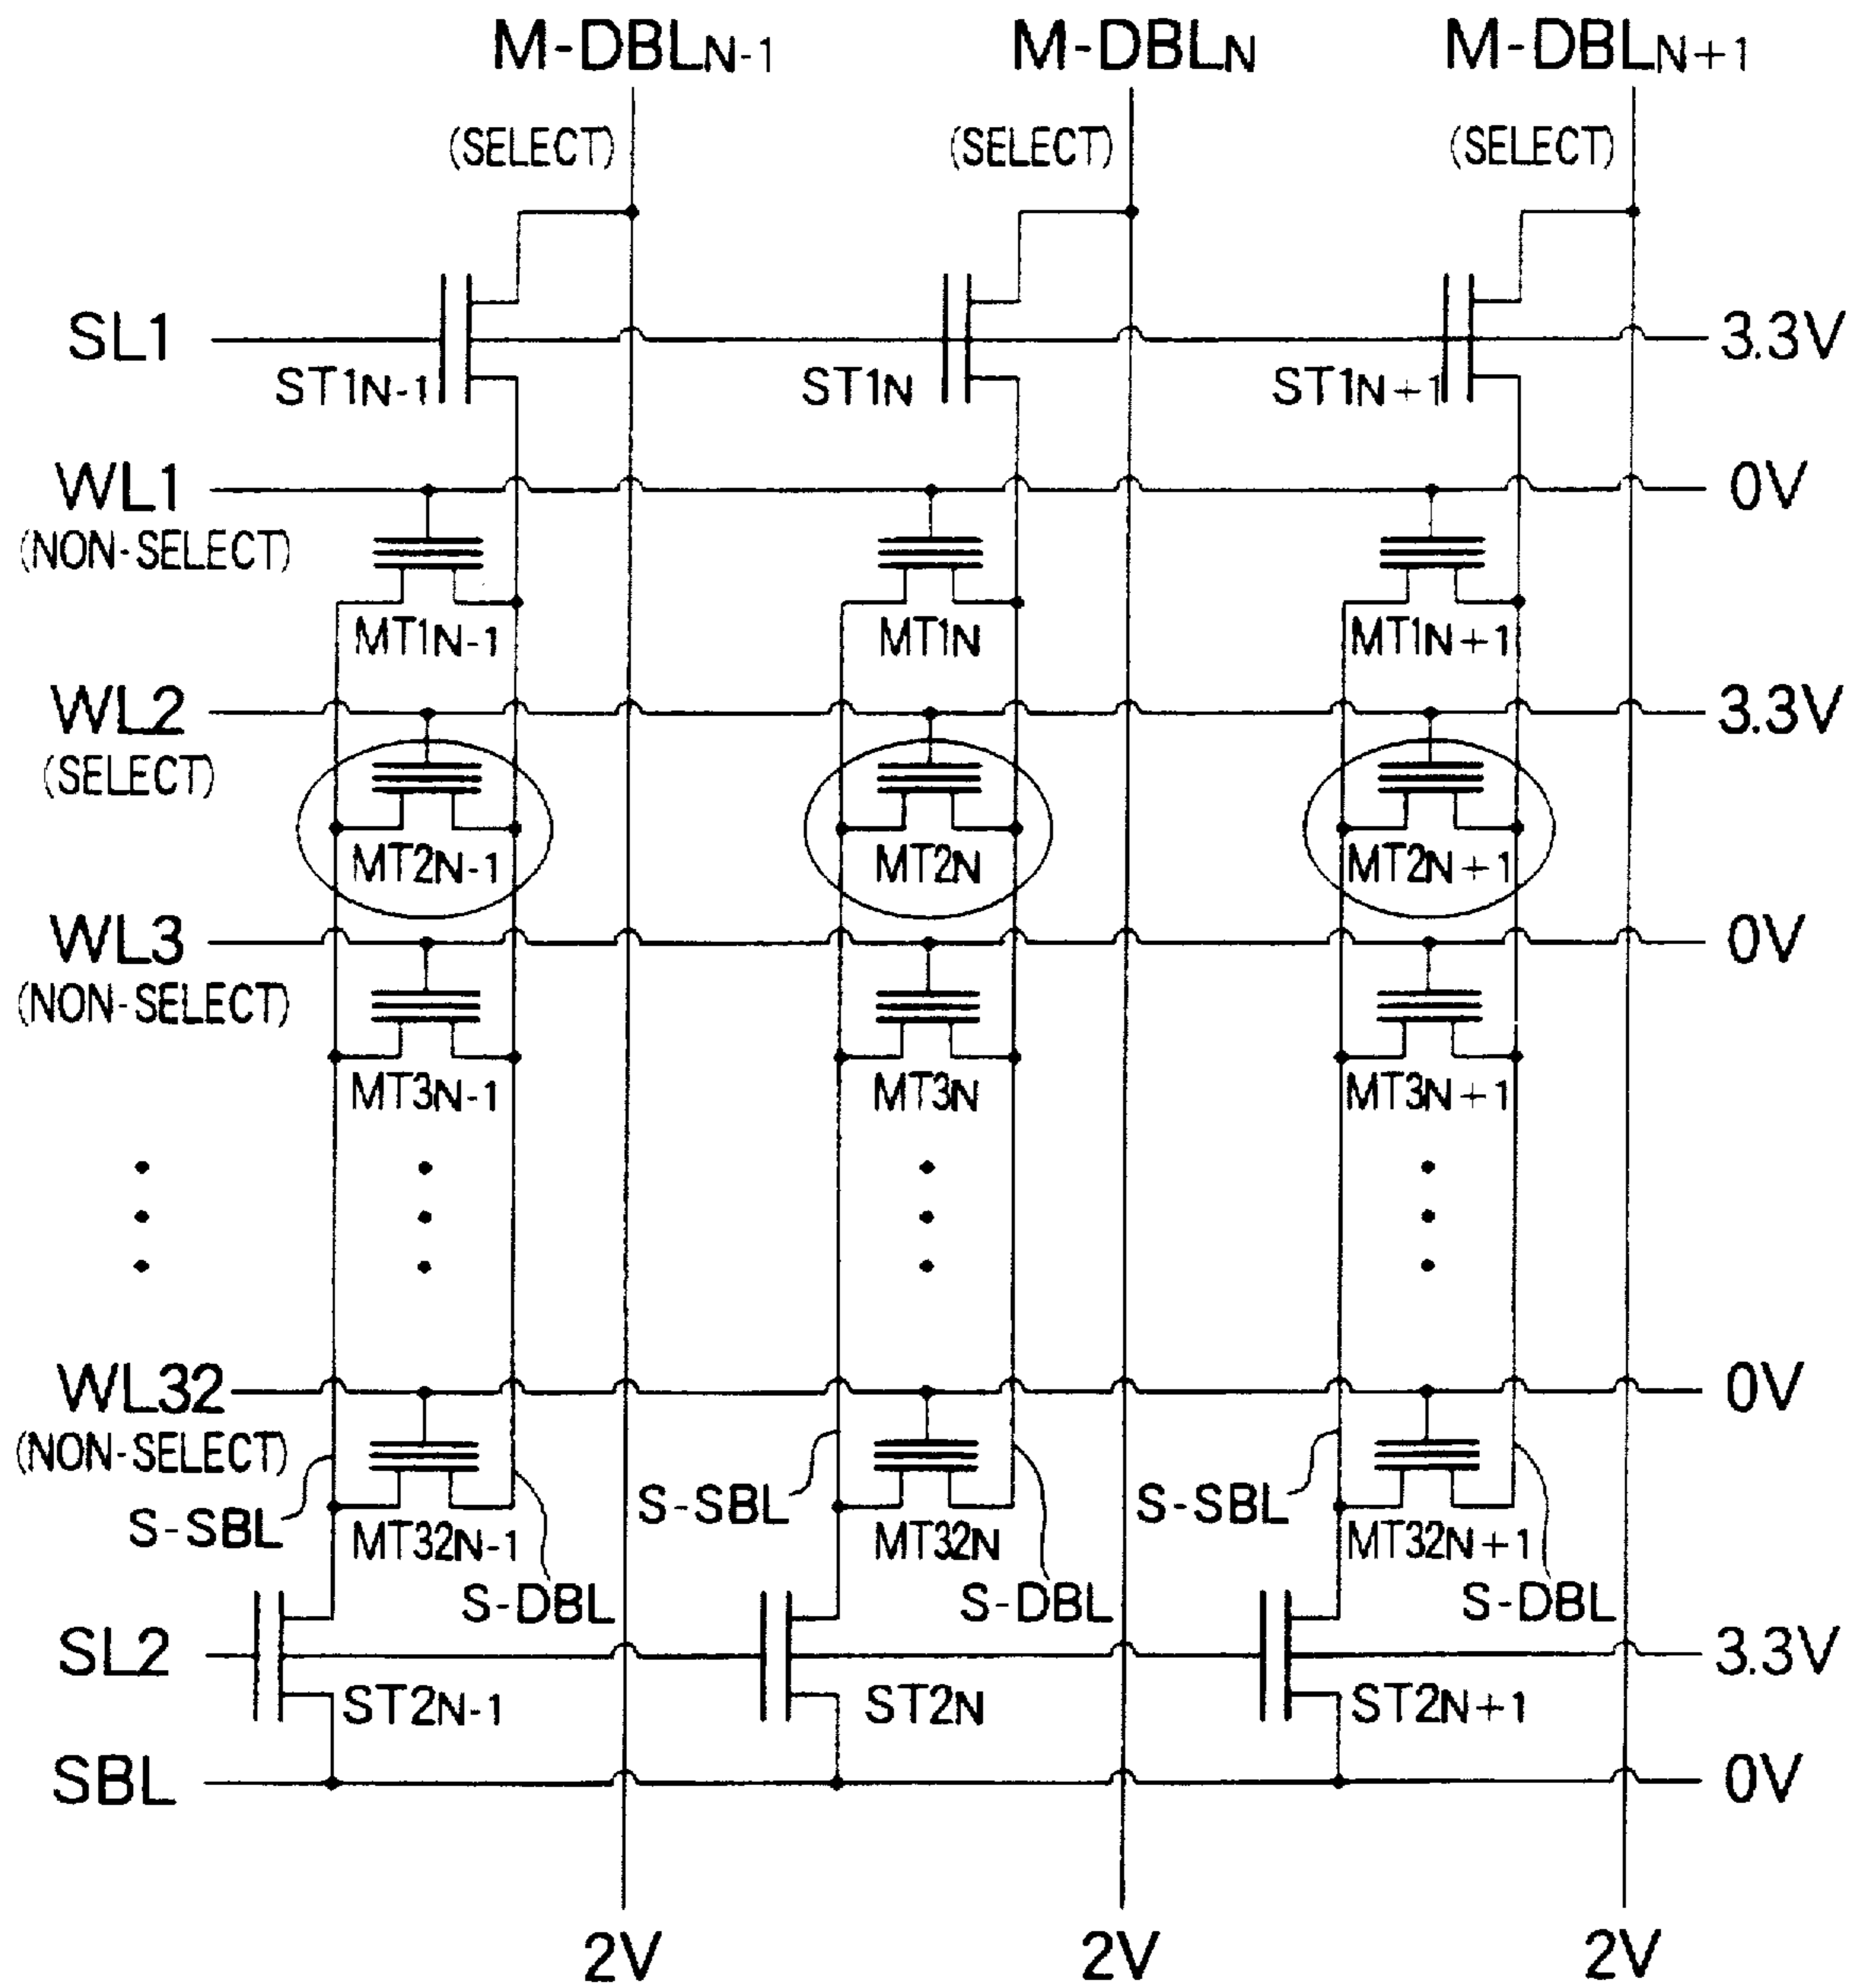 M-DBLN-1 M-DBLN M-DBLN+1
(SELECT) (SELECT) (SELECT)
SL1 3.3V
ST1N-1 ST1N ST1N+1
WL1 0V
(NON-SELECT)
MT1N-1 MT1N MT1N+1
WL2 3.3V
(SELECT)
MT2N-1 MT2N MT2N+1
WL3 0V
(NON-SELECT)
MT3N-1 MT3N MT3N+1
WL32 0V
(NON-SELECT)
S-SBL S-SBL S-SBL
MT32N-1 MT32N MT32N+1
S-DBL S-DBL S-DBL
SL2 3.3V
ST2N-1 ST2N ST2N+1
SBL 0V
2V 2V 2V